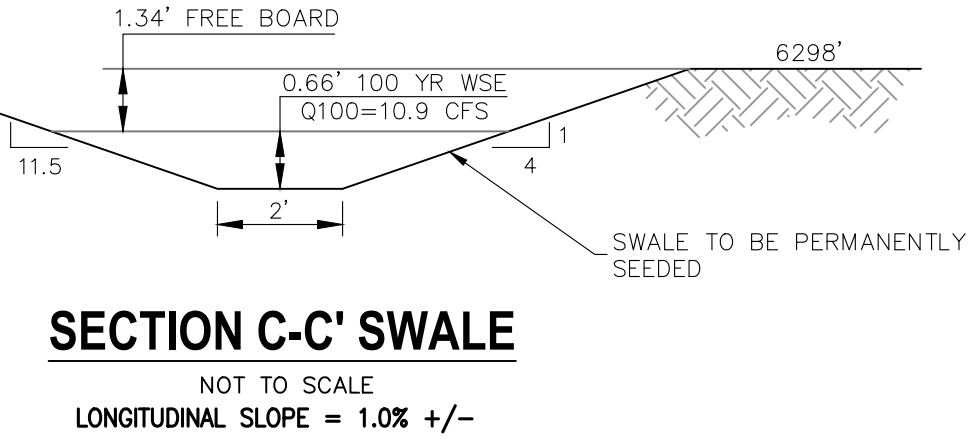 1.34' FREE BOARD
6298'
0.66' 100 YR WSE
Q100=10.9 CFS
11.5
1
4
2'
SWALE TO BE PERMANENTLY
SEEDED
SECTION C-C' SWALE
NOT TO SCALE
LONGITUDINAL SLOPE = 1.0% +/-